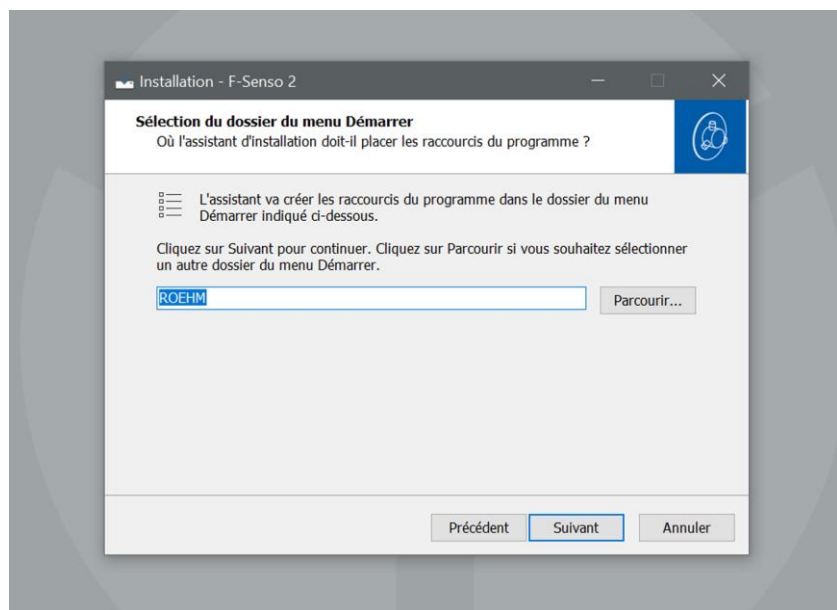 Installation - F-Senso 2
Sélection du dossier du menu Démarrer
Où l'assistant d'installation doit-il placer les raccourcis du programme ?
L'assistant va créer les raccourcis du programme dans le dossier du menu
Démarrer indiqué ci-dessous.
Cliquez sur Suivant pour continuer. Cliquez sur Parcourir si vous souhaitez sélectionner
un autre dossier du menu Démarrer.
ROEHM
Parcourir...
Précédent
Suivant
Annuler